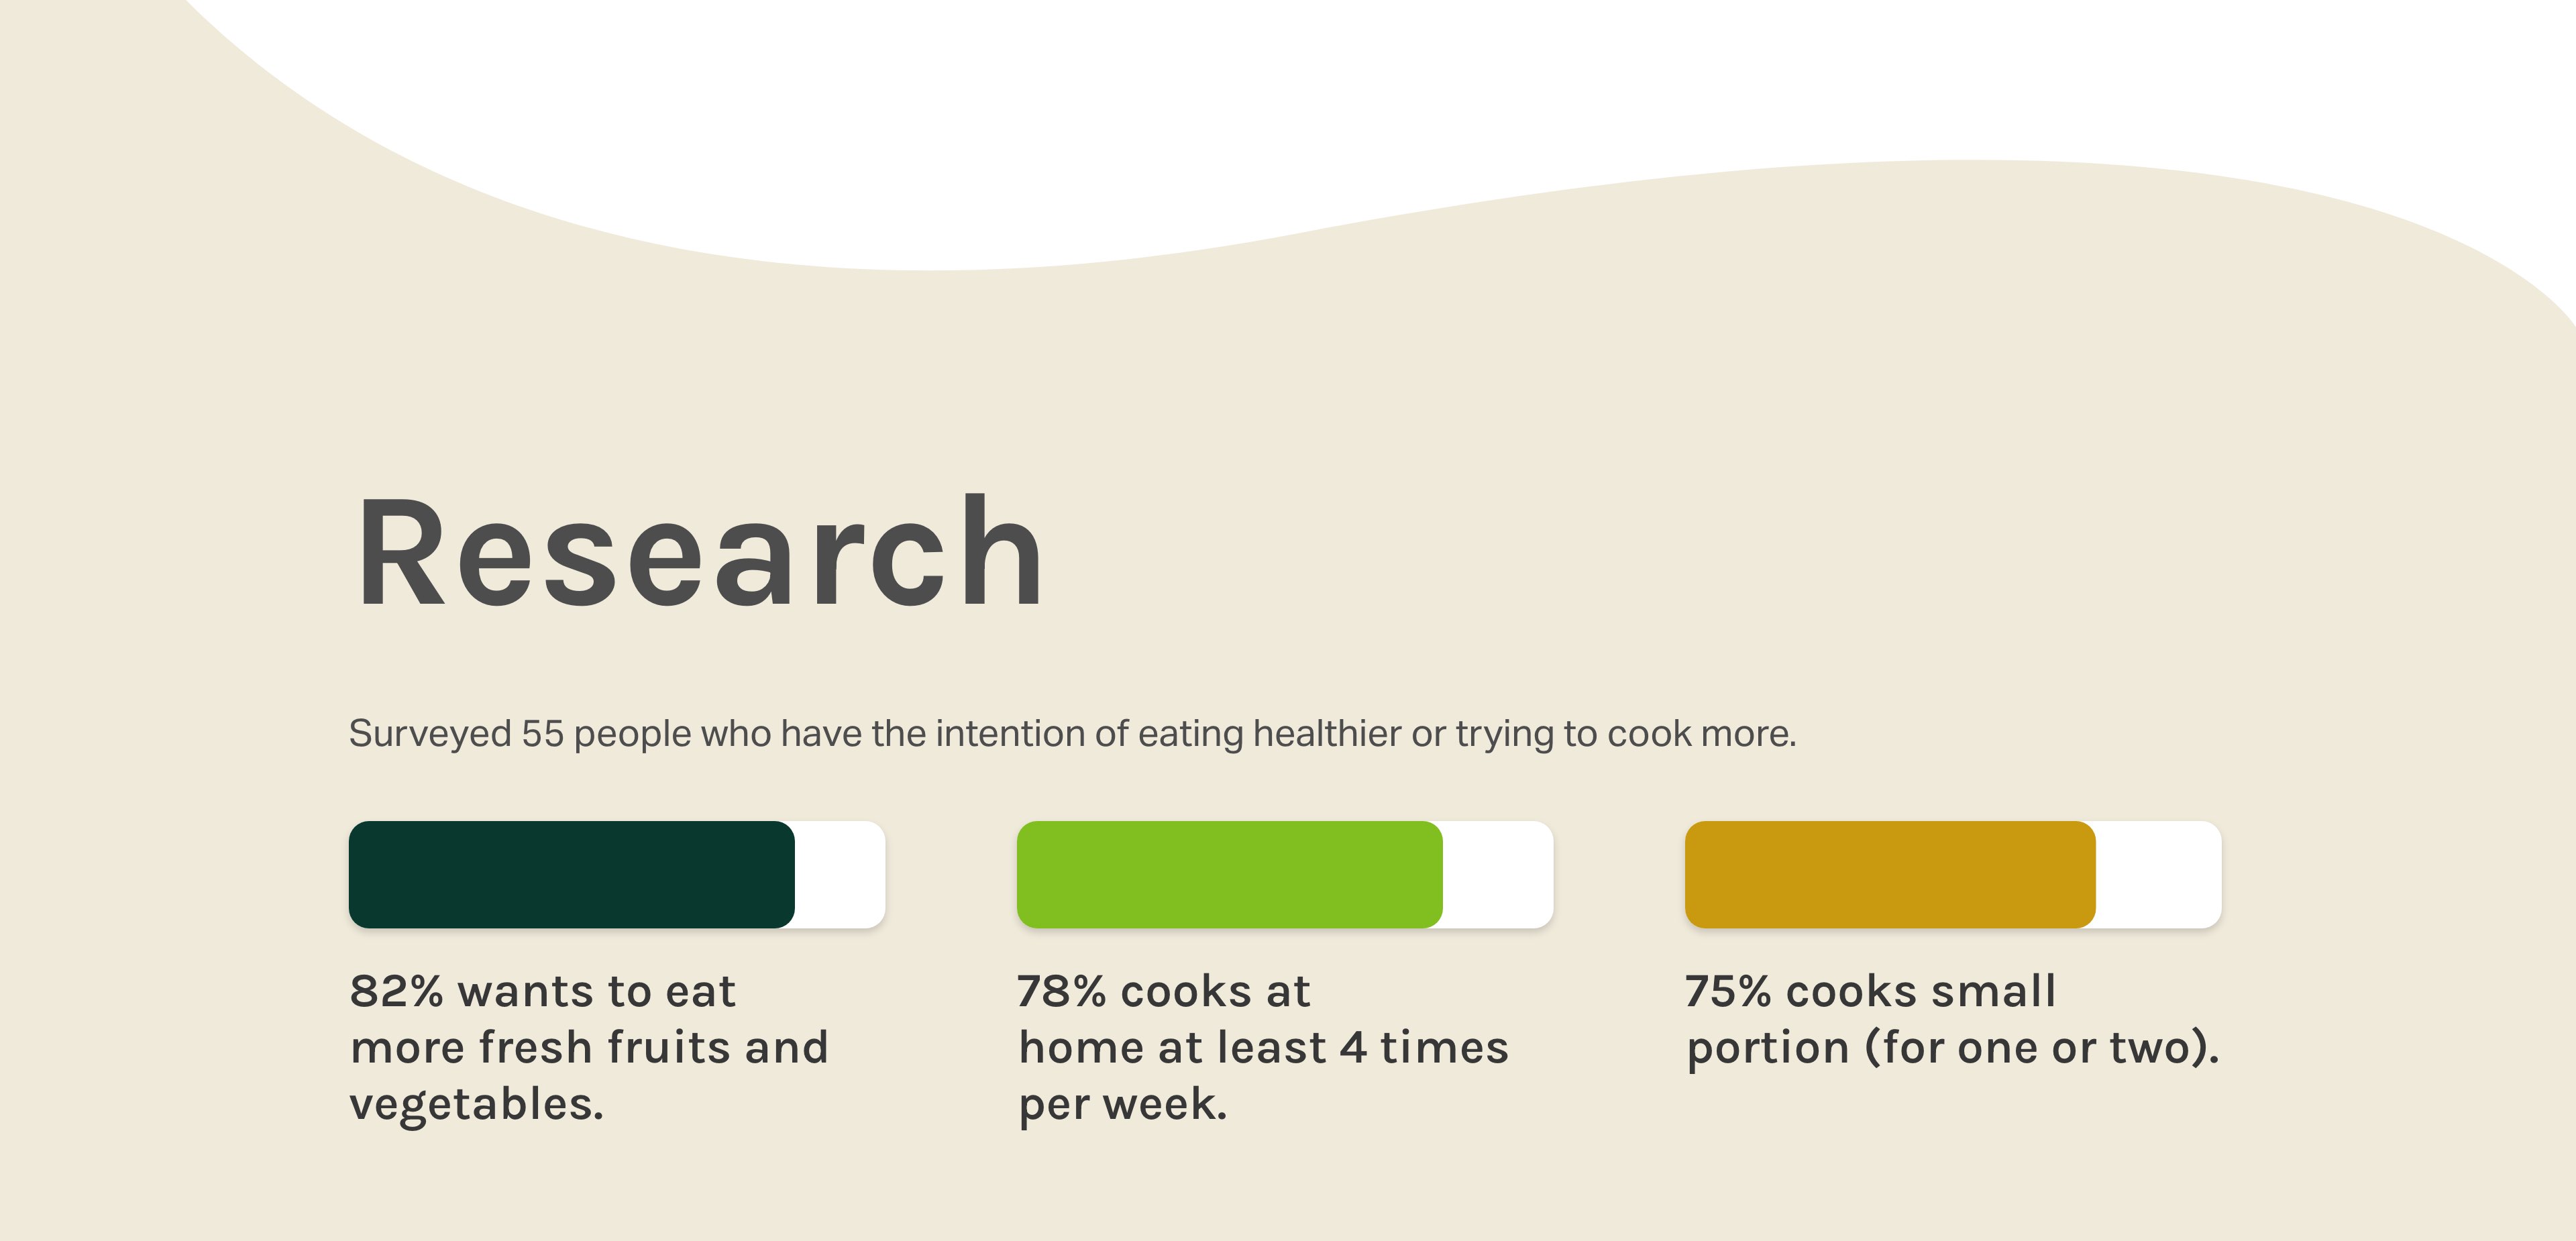 Research
Surveyed 55 people who have the intention of eating healthier or trying to cook more.
82% wants to eat
more fresh fruits and
vegetables.
78% cooks at
home at least 4 times
per week.
75% cooks small
portion (for one or two).